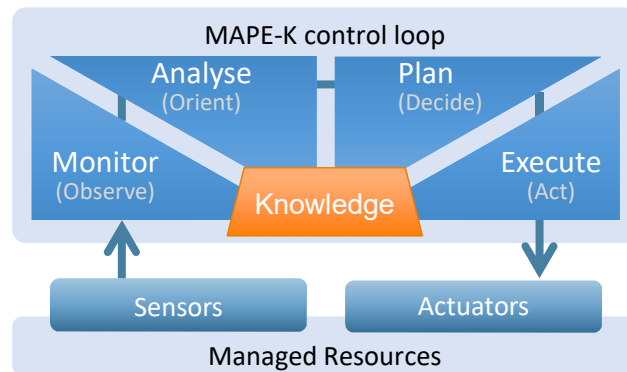 MAPE-K control loop
Analyse
(Orient)
Plan
(Decide)
Monitor
(Observe)
Execute
(Act)
Knowledge
Sensors
Actuators
Managed Resources